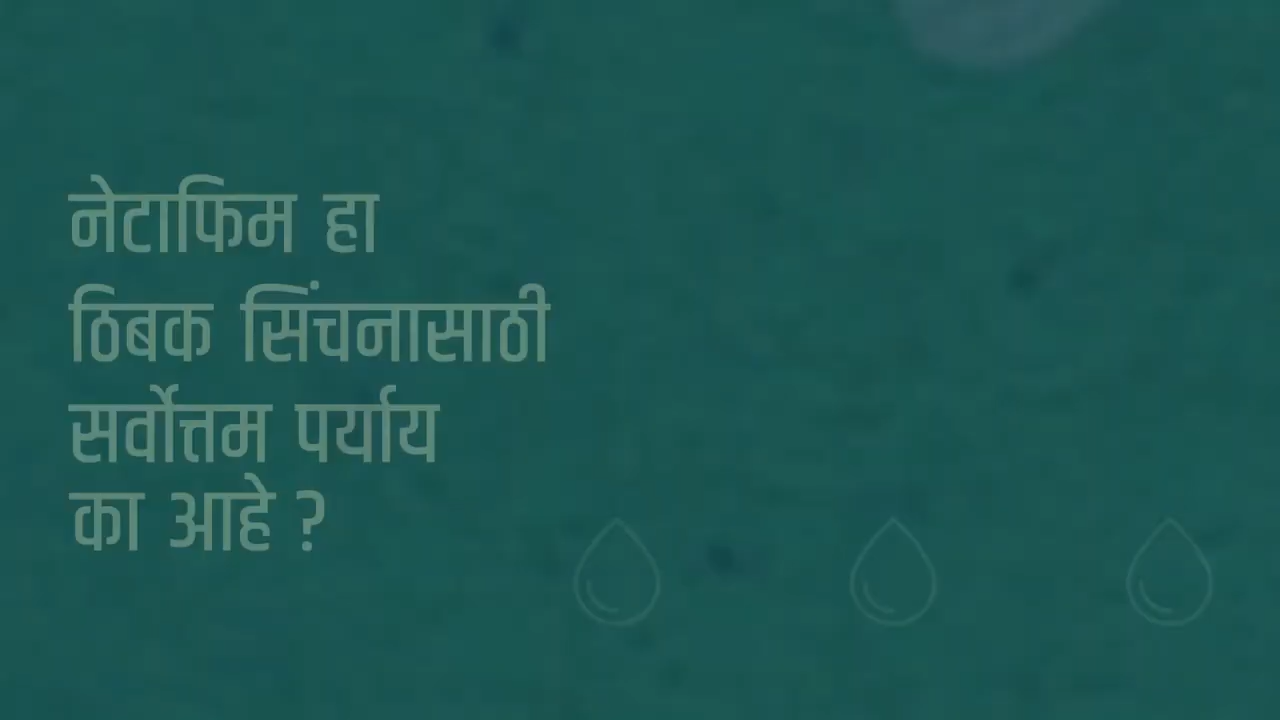 नेटाफिम हा
ठिबक सिंचनासाठी
सर्वोत्तम पर्याय
का आहे ?